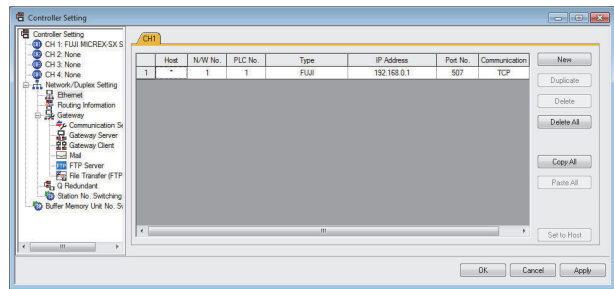 Controller Setting
Controller Setting
CH 1: FUJI MICREX-SX S
CH 2: None
CH 3: None
CH 4: None
Network/Duplex Setting
Ethernet
Routing Information
Gateway
Communication Se
Gateway Server
Gateway Client
Mail
FTP FTP Server
File Transfer (FTP
Q Redundant
Station No. Switching
Buffer Memory Unit No. Sw
CH1
Host N/W No. PLC No. Type IP Address Port No. Communication
1 * 1 1 FUJI 192.168.0.1 507 TCP
New
Duplicate
Delete
Delete All
Copy All
Paste All
Set to Host
OK Cancel Apply